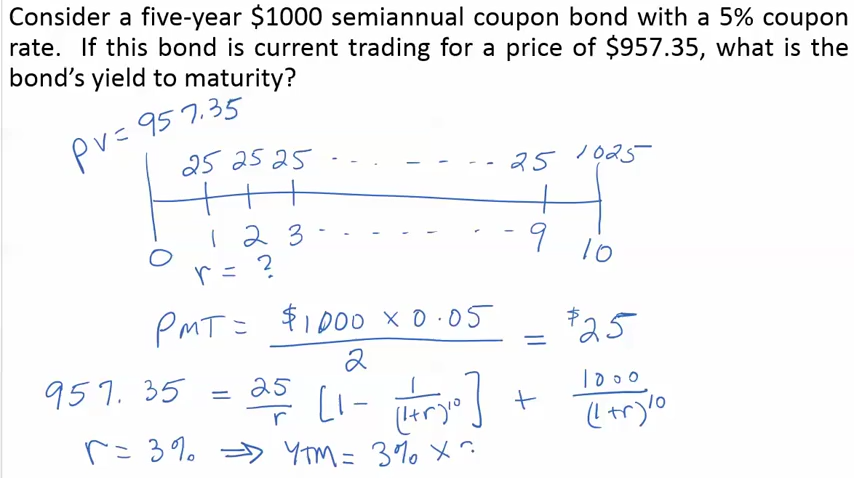 Consider a five-year $1000 semiannual coupon bond with a 5% coupon
rate. If this bond is current trading for a price of $957.35, what is the
bond's yield to maturity?
PV = 957.35
25 25 25 - - - - - - - 25 1025
0 1 2 3 - - - - - - - - 9 10
r = ?
PMT = $1000 × 0.05 / 2 = $25
957.35 = 25/r [1 - 1/(1+r)^10] + 1000/(1+r)^10
r = 3% ⇒ YTM = 3% ×